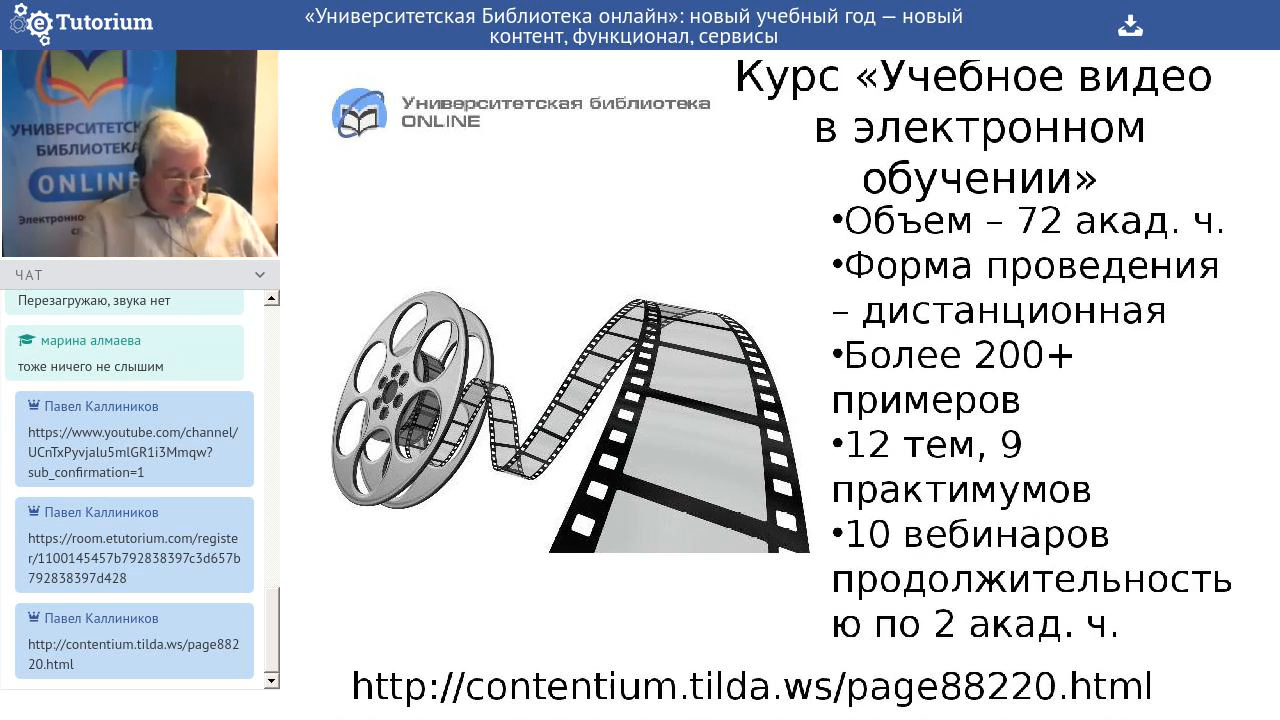 Tutorium
«Университетская Библиотека онлайн»: новый учебный год — новый
контент, функционал, сервисы
УНИВЕРСИТЕТСК
БИБЛИОТЕКА
ONLINE
Электронно
ЧАТ
Перезагружаю, звука нет
марина алмаева
тоже ничего не слышим
Павел Каллиников
https://www.youtube.com/channel/
UCnTxPyvjalu5mlGR1i3Mmqw?
sub_confirmation=1
Павел Каллиников
https://room.etutorium.com/registe
r/1100145457b792838397c3d657b
792838397d428
Павел Каллиников
http://contentium.tilda.ws/page882
20.html
Университетская библиотека
ONLINE
Курс «Учебное видео
в электронном
обучении»
•Объем – 72 акад. ч.
•Форма проведения
– дистанционная
•Более 200+
примеров
•12 тем, 9
практимумов
•10 вебинаров
продолжительность
ю по 2 акад. ч.
http://contentium.tilda.ws/page88220.html